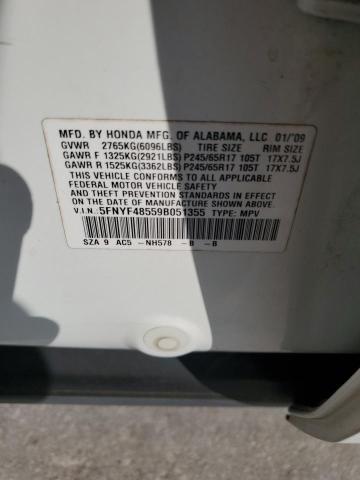 MFD. BY HONDA MFG. OF ALABAMA, LLC 01/'09
GVWR 2765KG(6096LBS) TIRE SIZE RIM SIZE
GAWR F 1325KG(2921LBS) P245/65R17 105T 17X7.5J
GAWR R 1525KG(3362LBS) P245/65R17 105T 17X7.5J
THIS VEHICLE CONFORMS TO ALL APPLICABLE
FEDERAL MOTOR VEHICLE SAFETY AND
THEFT PREVENTION STANDARDS IN EFFECT ON
THE DATE OF MANUFACTURE SHOWN ABOVE.
V.I.N.: 5FNYF48559B051355 TYPE: MPV
SZA 9 AC5 -NH578 -B -B